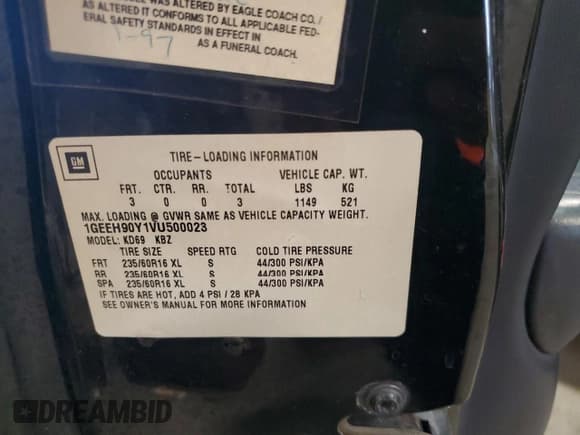 WAS ALTERED BY EAGLE COACH CO./
AS ALTERED IT CONFORMS TO ALL APPLICABLE FED-
ERAL SAFETY STANDARDS IN EFFECT IN
1-97 AS A FUNERAL COACH.
GM
TIRE-LOADING INFORMATION
OCCUPANTS VEHICLE CAP. WT.
FRT. CTR. RR. TOTAL LBS KG
3 0 0 3 1149 521
MAX. LOADING @ GVWR SAME AS VEHICLE CAPACITY WEIGHT.
1GEEH90Y1VU500023
MODEL: KD69 KBZ
TIRE SIZE SPEED RTG COLD TIRE PRESSURE
FRT 235/60R16 XL S 44/300 PSI/KPA
RR 235/60R16 XL S 44/300 PSI/KPA
SPA 235/60R16 XL S 44/300 PSI/KPA
IF TIRES ARE HOT, ADD 4 PSI / 28 KPA
SEE OWNER'S MANUAL FOR MORE INFORMATION
DREAMBID